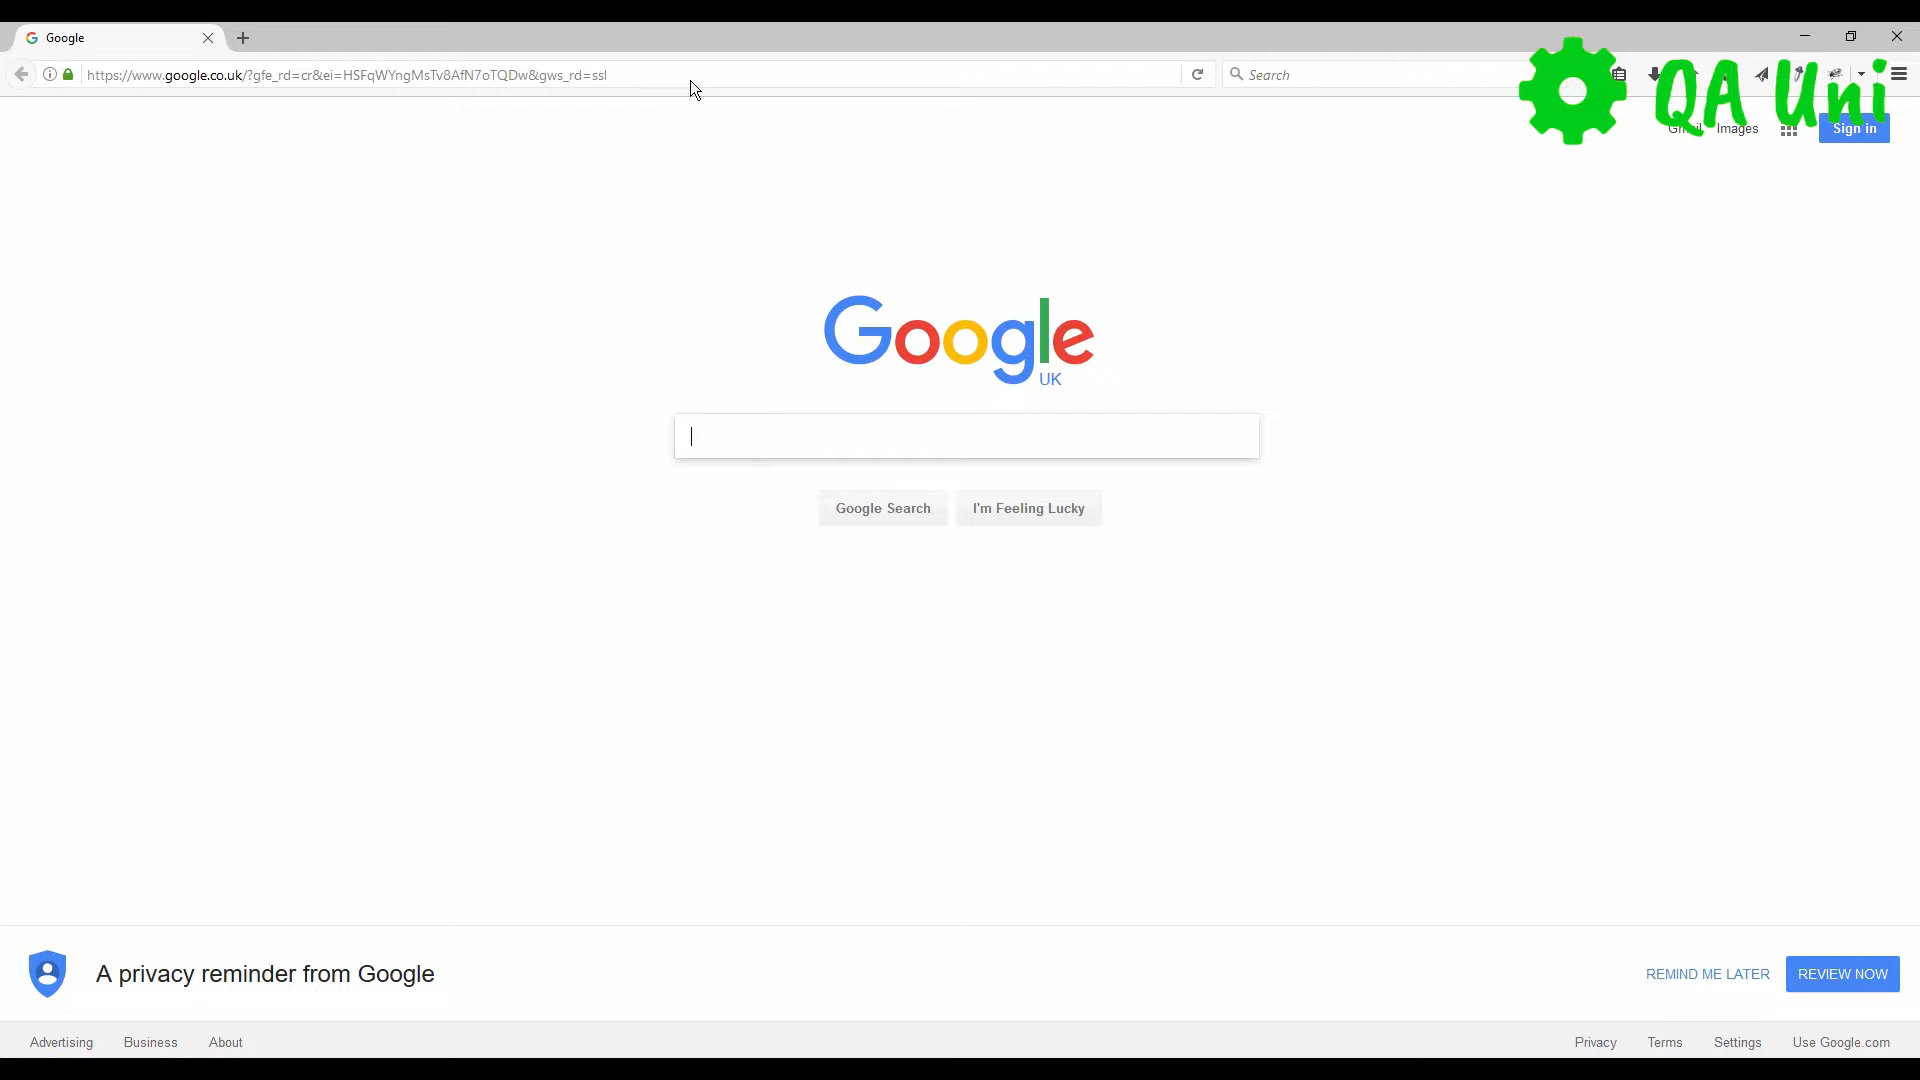 Google
https://www.google.co.uk/?gfe_rd=cr&ei=HSFqWYngMsTv8AfN7oTQDw&gws_rd=ssl
Search
QA Uni
Gmail Images Sign in
Google
UK
Google Search I'm Feeling Lucky
A privacy reminder from Google
REMIND ME LATER REVIEW NOW
Advertising Business About Privacy Terms Settings Use Google.com